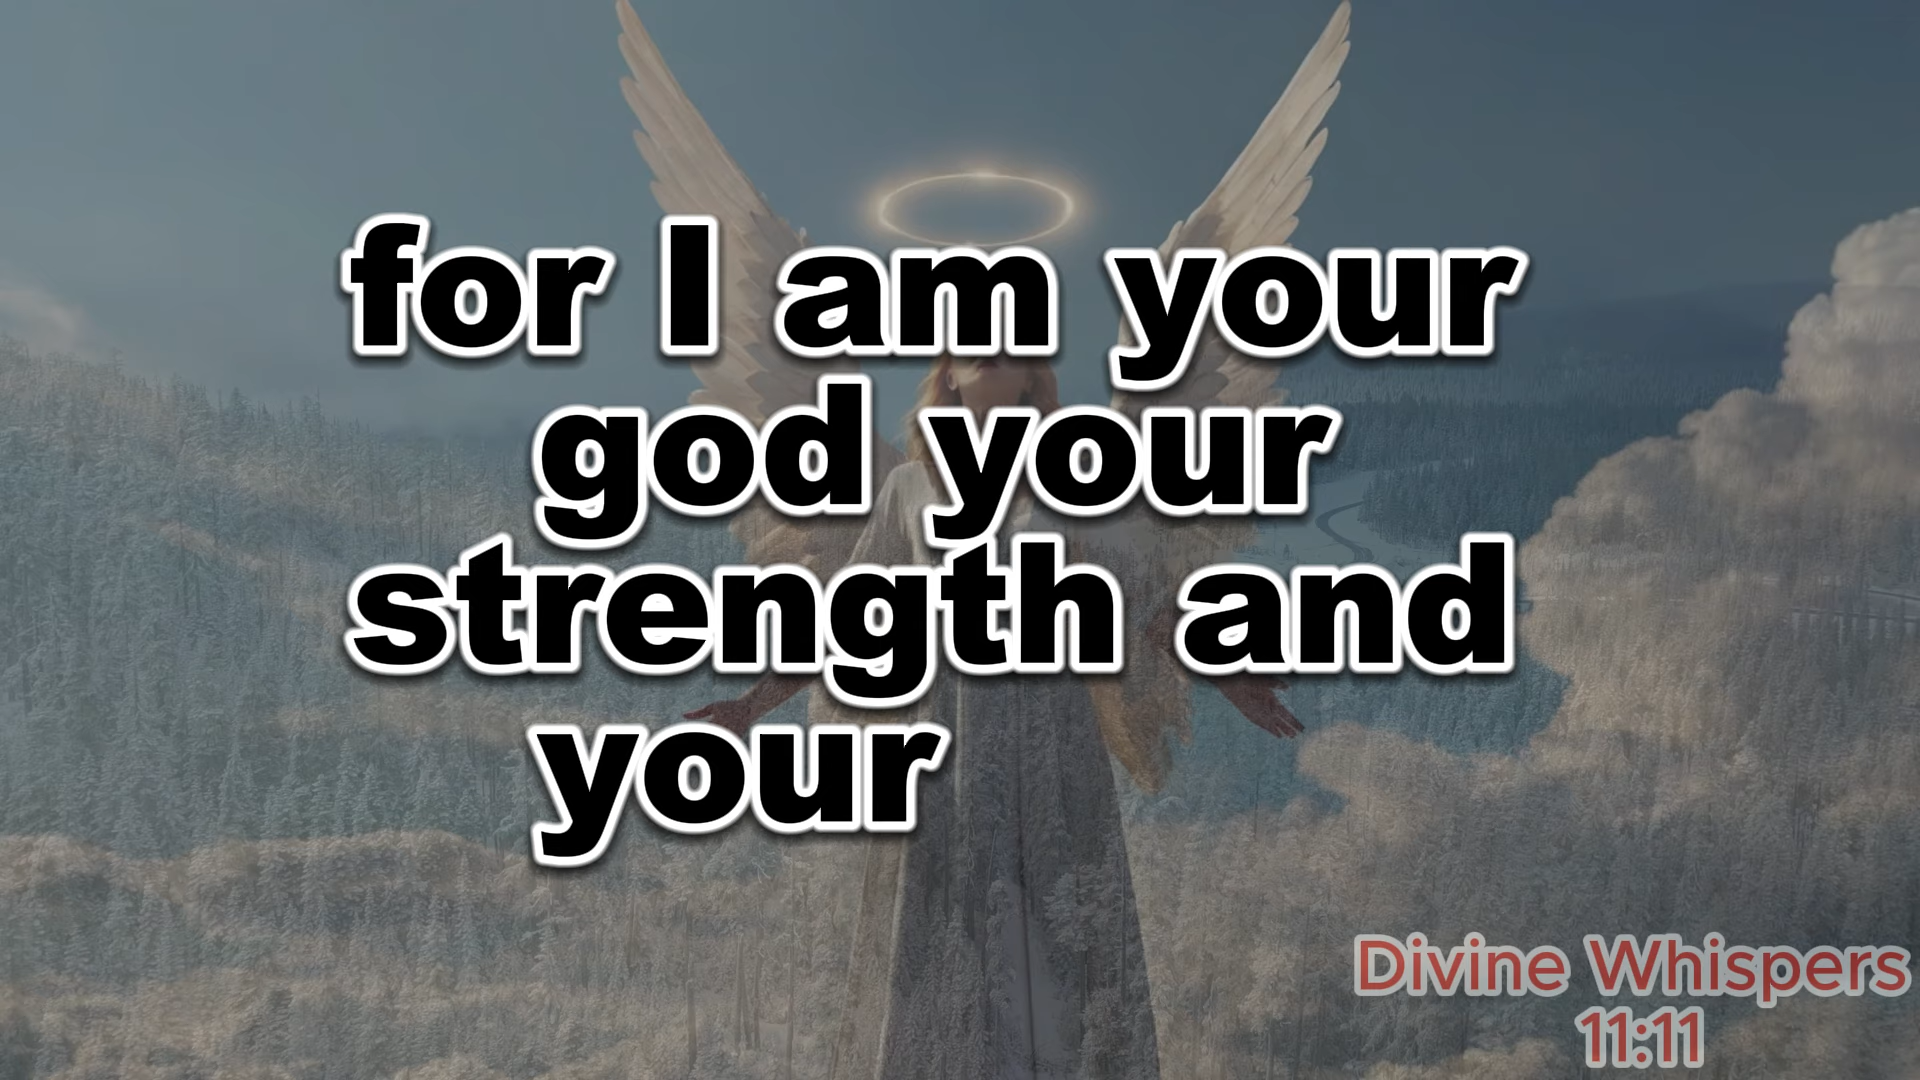 for I am your
god your
strength and
your
Divine Whispers
11:11